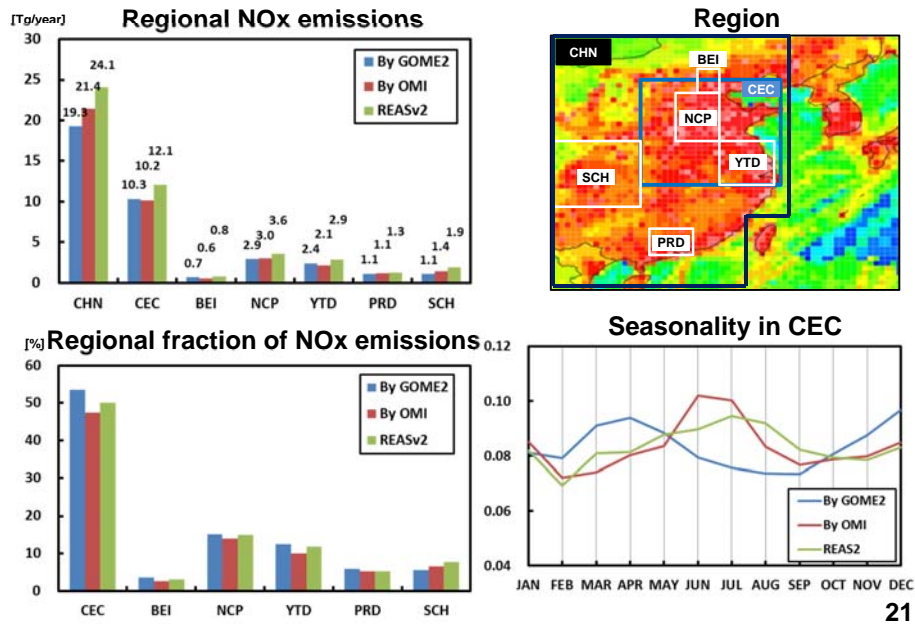 Regional NOx emissions
[Tg/year]
30
25
20
15
10
5
0
19.3 21.4 24.1
10.3 10.2 12.1
0.7 0.6 0.8
2.9 3.0 3.6
2.4 2.1 2.9
1.1 1.1 1.3
1.1 1.4 1.9
By GOME2
By OMI
REASv2
CHN CEC BEI NCP YTD PRD SCH
Region
CHN
BEI
CEC
NCP
YTD
SCH
PRD
[%] Regional fraction of NOx emissions
60
50
40
30
20
10
0
By GOME2
By OMI
REASv2
CEC BEI NCP YTD PRD SCH
Seasonality in CEC
0.12
0.10
0.08
0.06
0.04
By GOME2
By OMI
REAS2
JAN FEB MAR APR MAY JUN JUL AUG SEP OCT NOV DEC
21